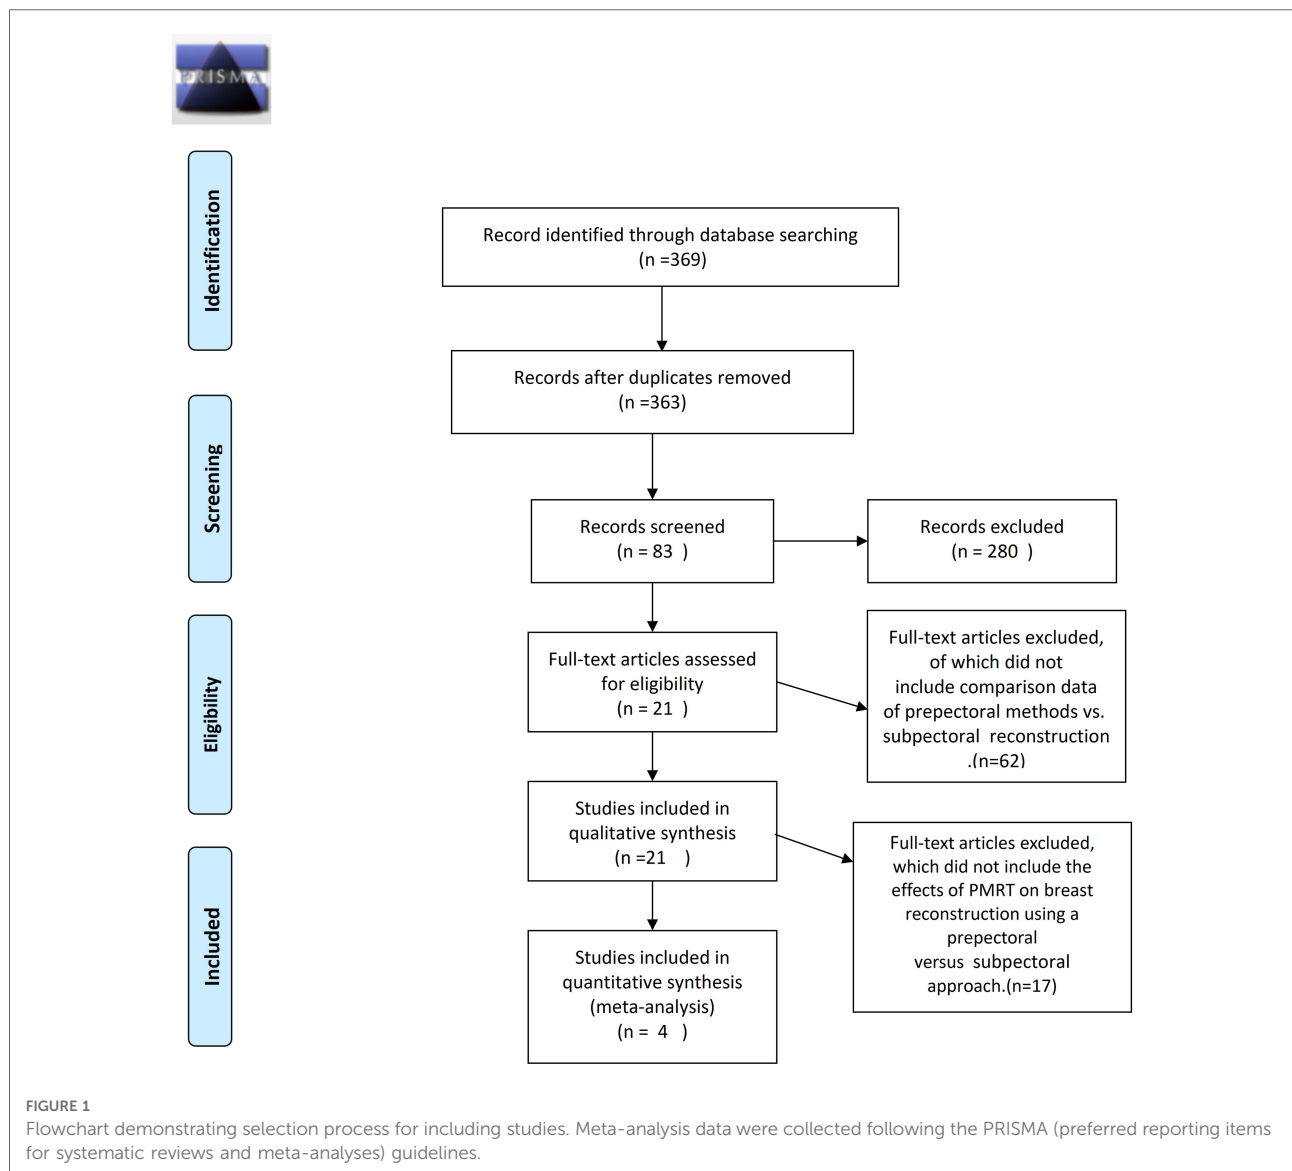 PRISMA
Identification
Record identified through database searching
(n =369)
Records after duplicates removed
(n =363)
Screening
Records screened
(n = 83 )
Records excluded
(n = 280 )
Eligibility
Full-text articles assessed
for eligibility
(n = 21 )
Full-text articles excluded,
of which did not
include comparison data
of prepectoral methods vs.
subpectoral reconstruction
.(n=62)
Studies included in
qualitative synthesis
(n =21 )
Full-text articles excluded,
which did not include the
effects of PMRT on breast
reconstruction using a
prepectoral
versus subpectoral
approach.(n=17)
Included
Studies included in
quantitative synthesis
(meta-analysis)
(n = 4 )
FIGURE 1
Flowchart demonstrating selection process for including studies. Meta-analysis data were collected following the PRISMA (preferred reporting items
for systematic reviews and meta-analyses) guidelines.